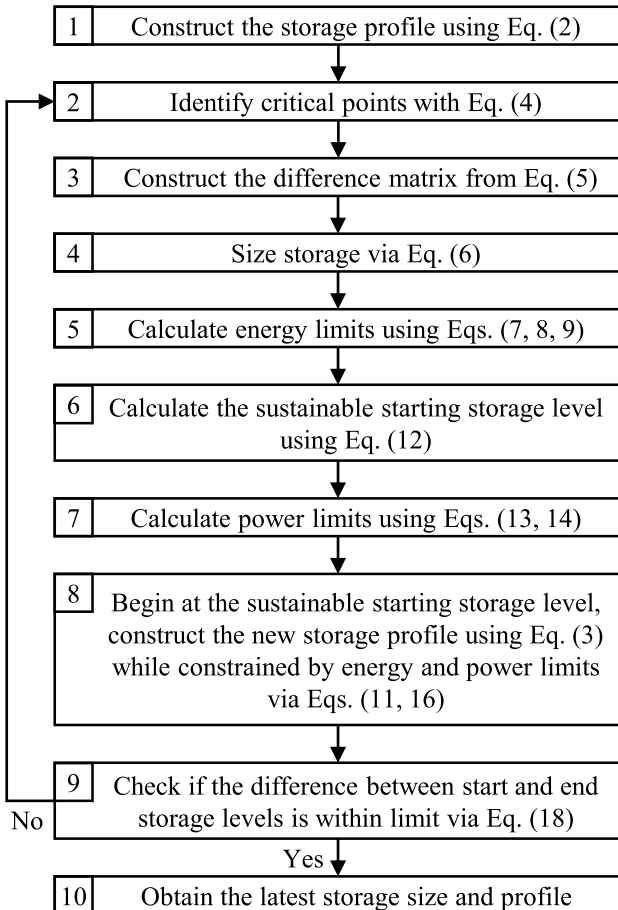 1 Construct the storage profile using Eq. (2)
2 Identify critical points with Eq. (4)
3 Construct the difference matrix from Eq. (5)
4 Size storage via Eq. (6)
5 Calculate energy limits using Eqs. (7, 8, 9)
6 Calculate the sustainable starting storage level
using Eq. (12)
7 Calculate power limits using Eqs. (13, 14)
8 Begin at the sustainable starting storage level,
construct the new storage profile using Eq. (3)
while constrained by energy and power limits
via Eqs. (11, 16)
9 Check if the difference between start and end
storage levels is within limit via Eq. (18)
No
Yes
10 Obtain the latest storage size and profile